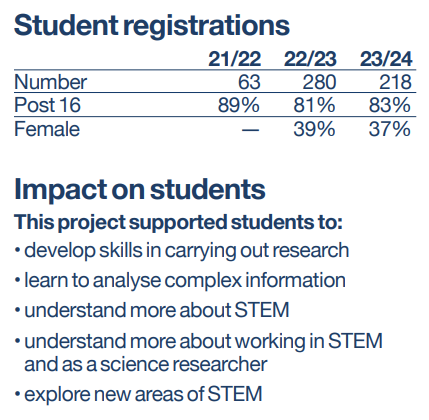 Student registrations
21/22 22/23 23/24
Number 63 280 218
Post 16 89% 81% 83%
Female — 39% 37%
Impact on students
This project supported students to:
• develop skills in carrying out research
• learn to analyse complex information
• understand more about STEM
• understand more about working in STEM
and as a science researcher
• explore new areas of STEM